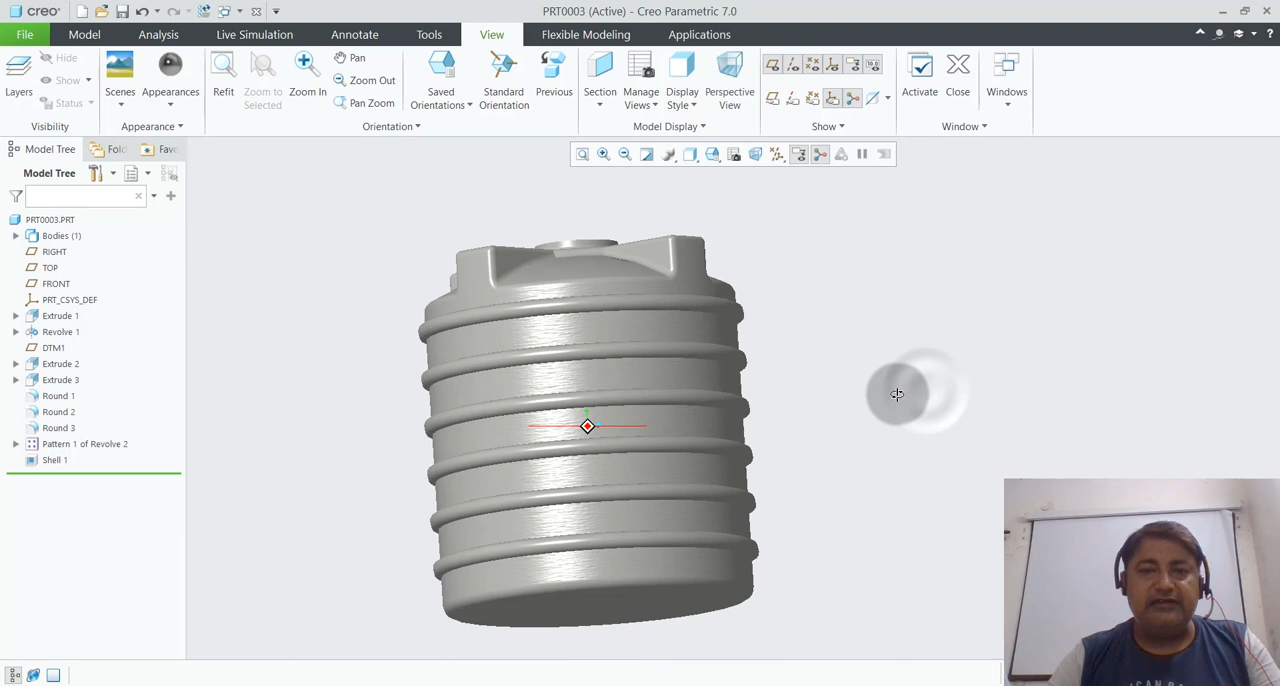 creo
PRT0003 (Active) - Creo Parametric 7.0
File Model Analysis Live Simulation Annotate Tools View Flexible Modeling Applications
Hide
Show
Status
Layers
Visibility
Scenes
Appearances
Appearance
Refit
Zoom to Selected
Zoom In
Pan
Zoom Out
Pan Zoom
Saved Orientations
Standard Orientation
Previous
Orientation
Section
Manage Views
Display Style
Perspective View
Model Display
Show
Activate
Close
Windows
Window
Model Tree
Fol
Favo
Model Tree
PRT0003.PRT
Bodies (1)
RIGHT
TOP
FRONT
PRT_CSYS_DEF
Extrude 1
Revolve 1
DTM1
Extrude 2
Extrude 3
Round 1
Round 2
Round 3
Pattern 1 of Revolve 2
Shell 1